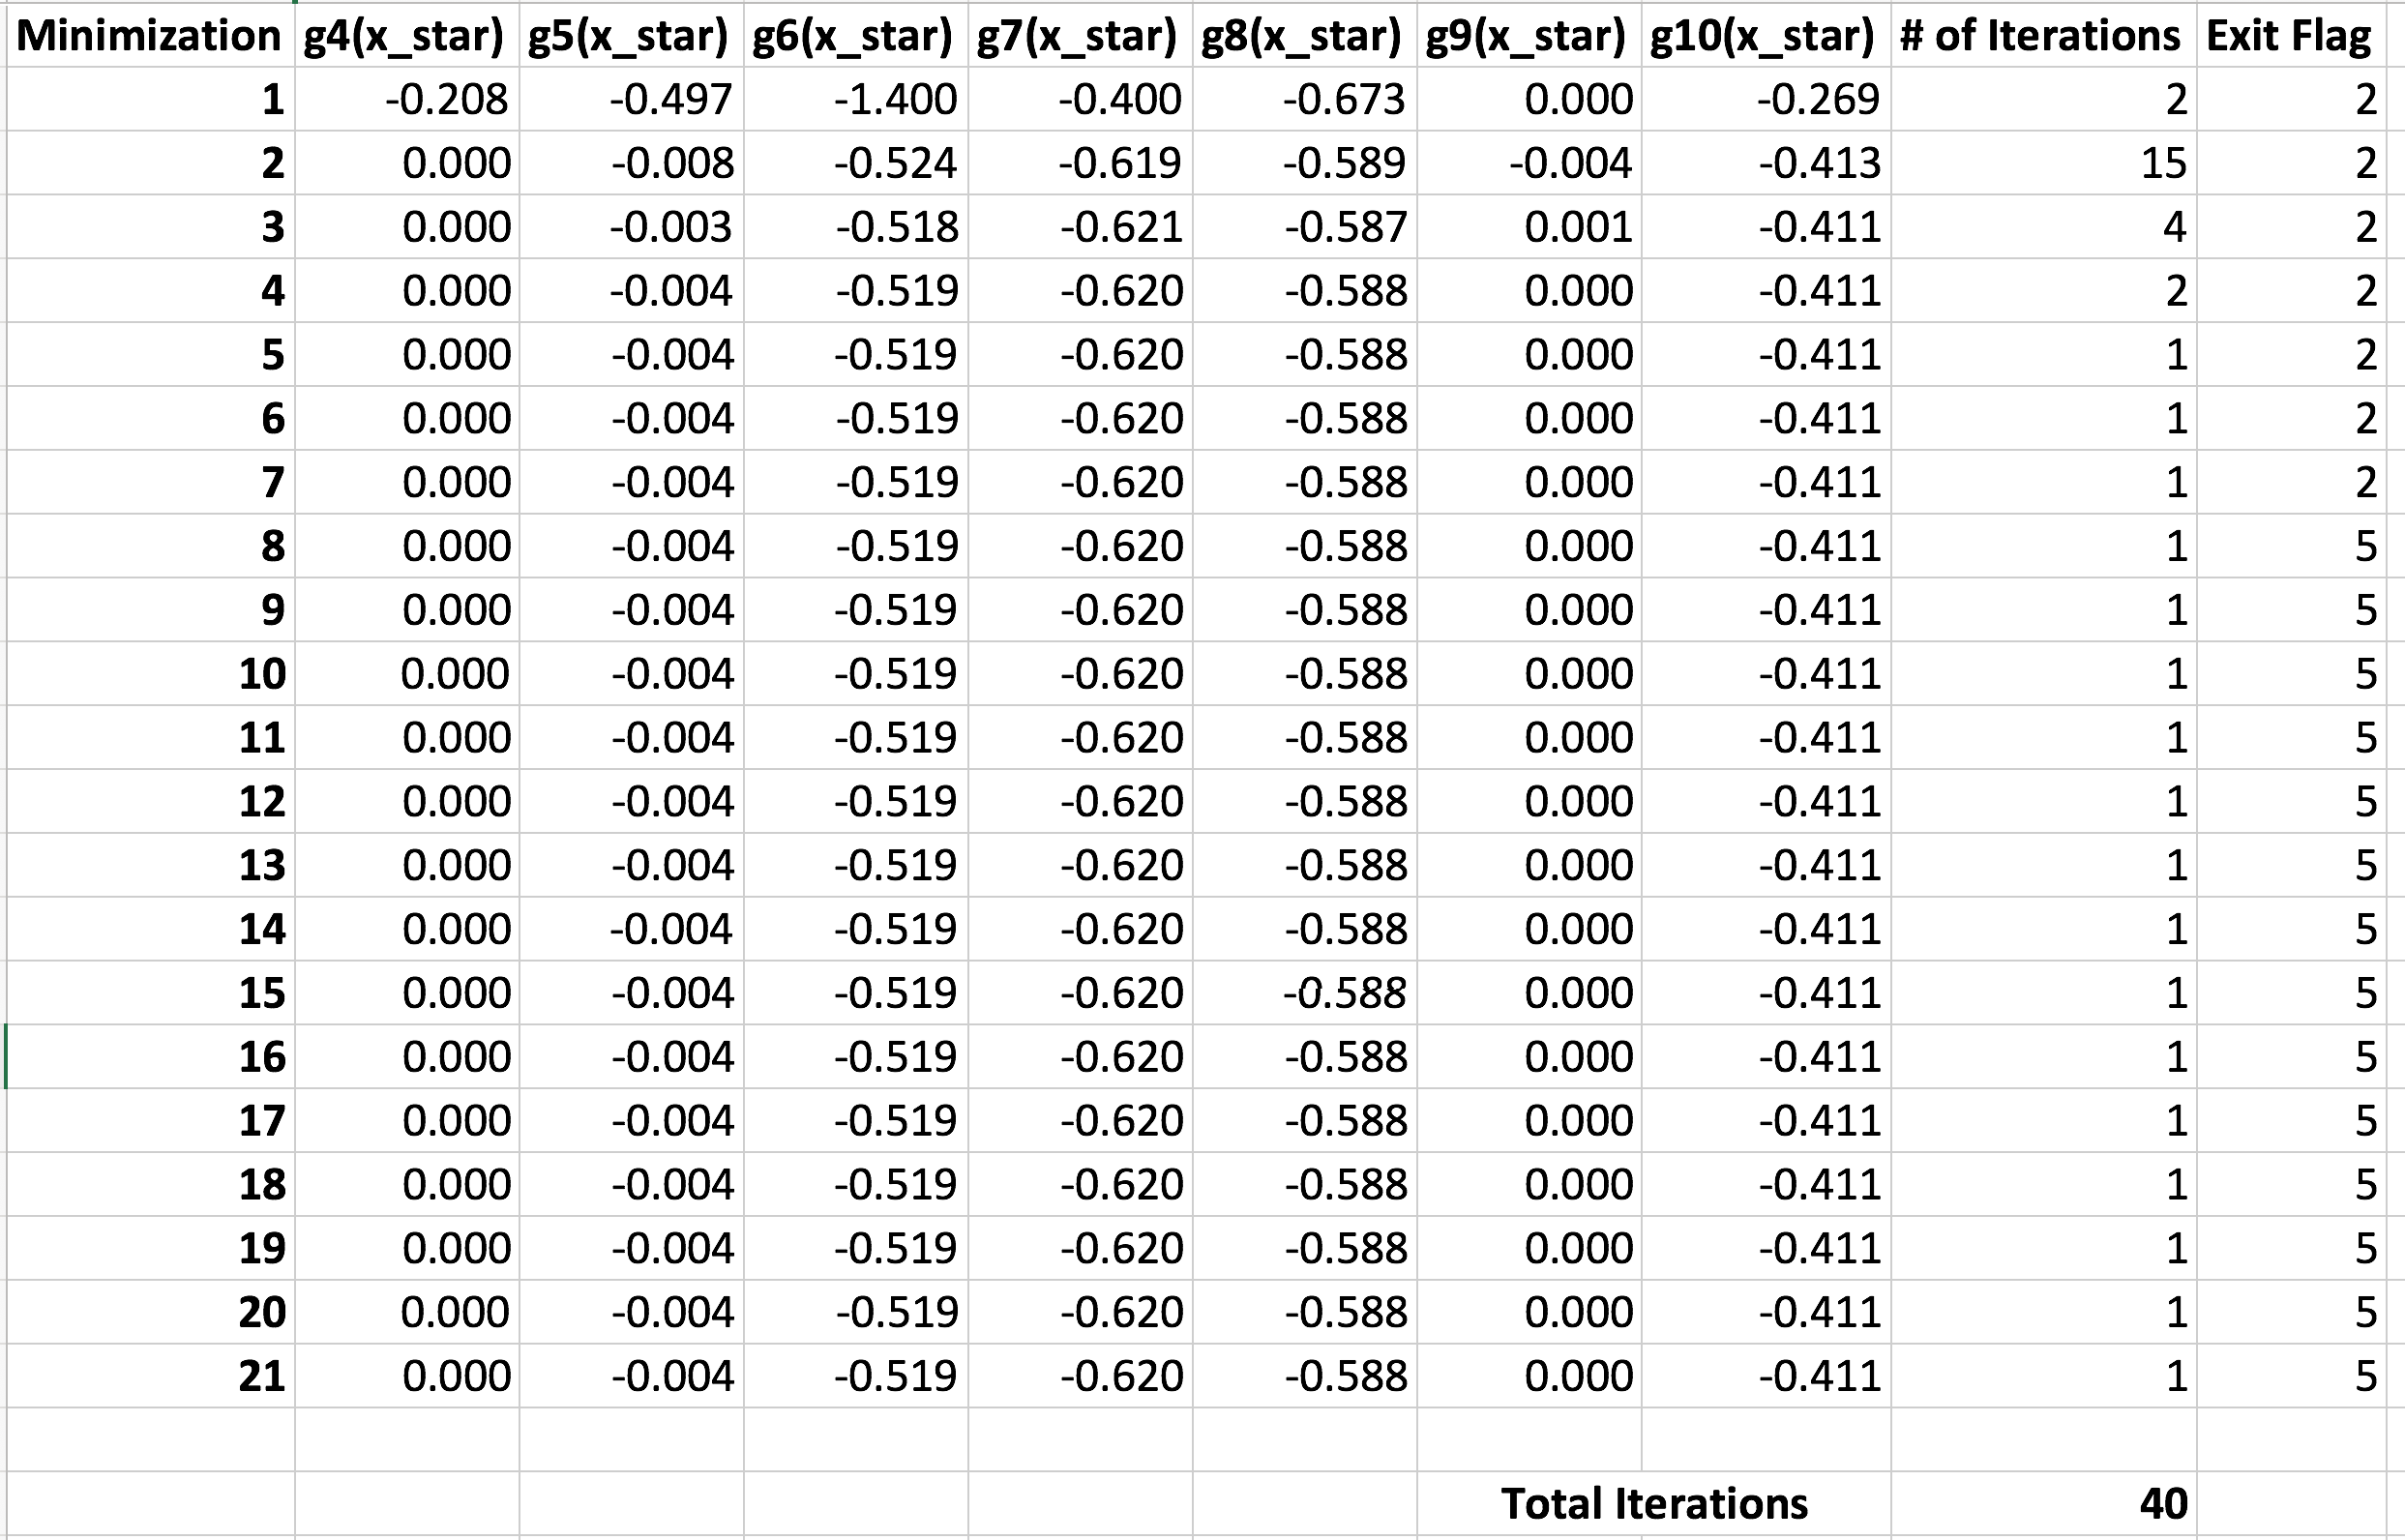 Minimization g4(x_star) g5(x_star) g6(x_star) g7(x_star) g8(x_star) g9(x_star) g10(x_star) # of Iterations Exit Flag
1 -0.208 -0.497 -1.400 -0.400 -0.673 0.000 -0.269 2 2
2 0.000 -0.008 -0.524 -0.619 -0.589 -0.004 -0.413 15 2
3 0.000 -0.003 -0.518 -0.621 -0.587 0.001 -0.411 4 2
4 0.000 -0.004 -0.519 -0.620 -0.588 0.000 -0.411 2 2
5 0.000 -0.004 -0.519 -0.620 -0.588 0.000 -0.411 1 2
6 0.000 -0.004 -0.519 -0.620 -0.588 0.000 -0.411 1 2
7 0.000 -0.004 -0.519 -0.620 -0.588 0.000 -0.411 1 2
8 0.000 -0.004 -0.519 -0.620 -0.588 0.000 -0.411 1 5
9 0.000 -0.004 -0.519 -0.620 -0.588 0.000 -0.411 1 5
10 0.000 -0.004 -0.519 -0.620 -0.588 0.000 -0.411 1 5
11 0.000 -0.004 -0.519 -0.620 -0.588 0.000 -0.411 1 5
12 0.000 -0.004 -0.519 -0.620 -0.588 0.000 -0.411 1 5
13 0.000 -0.004 -0.519 -0.620 -0.588 0.000 -0.411 1 5
14 0.000 -0.004 -0.519 -0.620 -0.588 0.000 -0.411 1 5
15 0.000 -0.004 -0.519 -0.620 -0.588 0.000 -0.411 1 5
16 0.000 -0.004 -0.519 -0.620 -0.588 0.000 -0.411 1 5
17 0.000 -0.004 -0.519 -0.620 -0.588 0.000 -0.411 1 5
18 0.000 -0.004 -0.519 -0.620 -0.588 0.000 -0.411 1 5
19 0.000 -0.004 -0.519 -0.620 -0.588 0.000 -0.411 1 5
20 0.000 -0.004 -0.519 -0.620 -0.588 0.000 -0.411 1 5
21 0.000 -0.004 -0.519 -0.620 -0.588 0.000 -0.411 1 5
Total Iterations 40